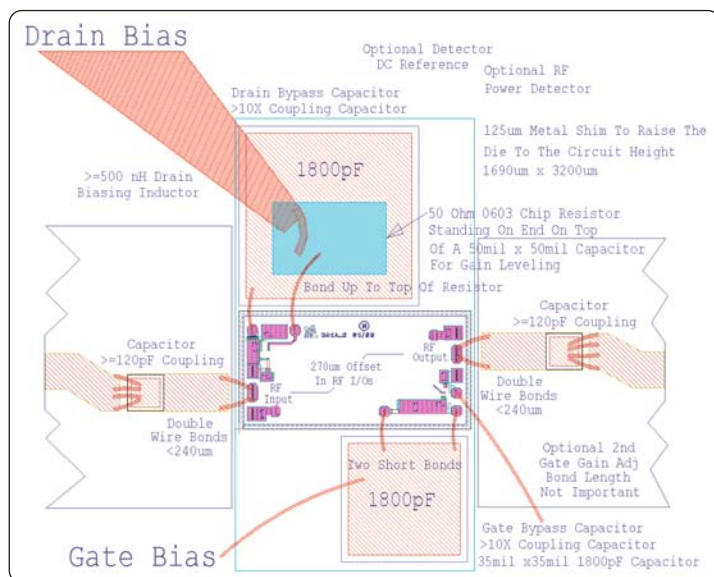 Drain Bias
Optional Detector
DC Reference
Optional RF
Power Detector
Drain Bypass Capacitor
>10X Coupling Capacitor
125um Metal Shim To Raise The
Die To The Circuit Height
1690um x 3200um
1800pF
>=500 nH Drain
Biasing Inductor
50 Ohm 0603 Chip Resistor
Standing On End On Top
Of A 50mil x 50mil Capacitor
For Gain Leveling
Bond Up To Top Of Resistor
Capacitor
>=120pF Coupling
Capacitor
>=120pF Coupling
RF
Output
270um Offset
In RF I/Os
RF
Input
Double
Wire Bonds
<240um
Double
Wire Bonds
<240um
Optional 2nd
Gate Gain Adj
Bond Length
Not Important
Two Short Bonds
1800pF
Gate Bias
Gate Bypass Capacitor
>10X Coupling Capacitor
35mil x35mil 1800pF Capacitor